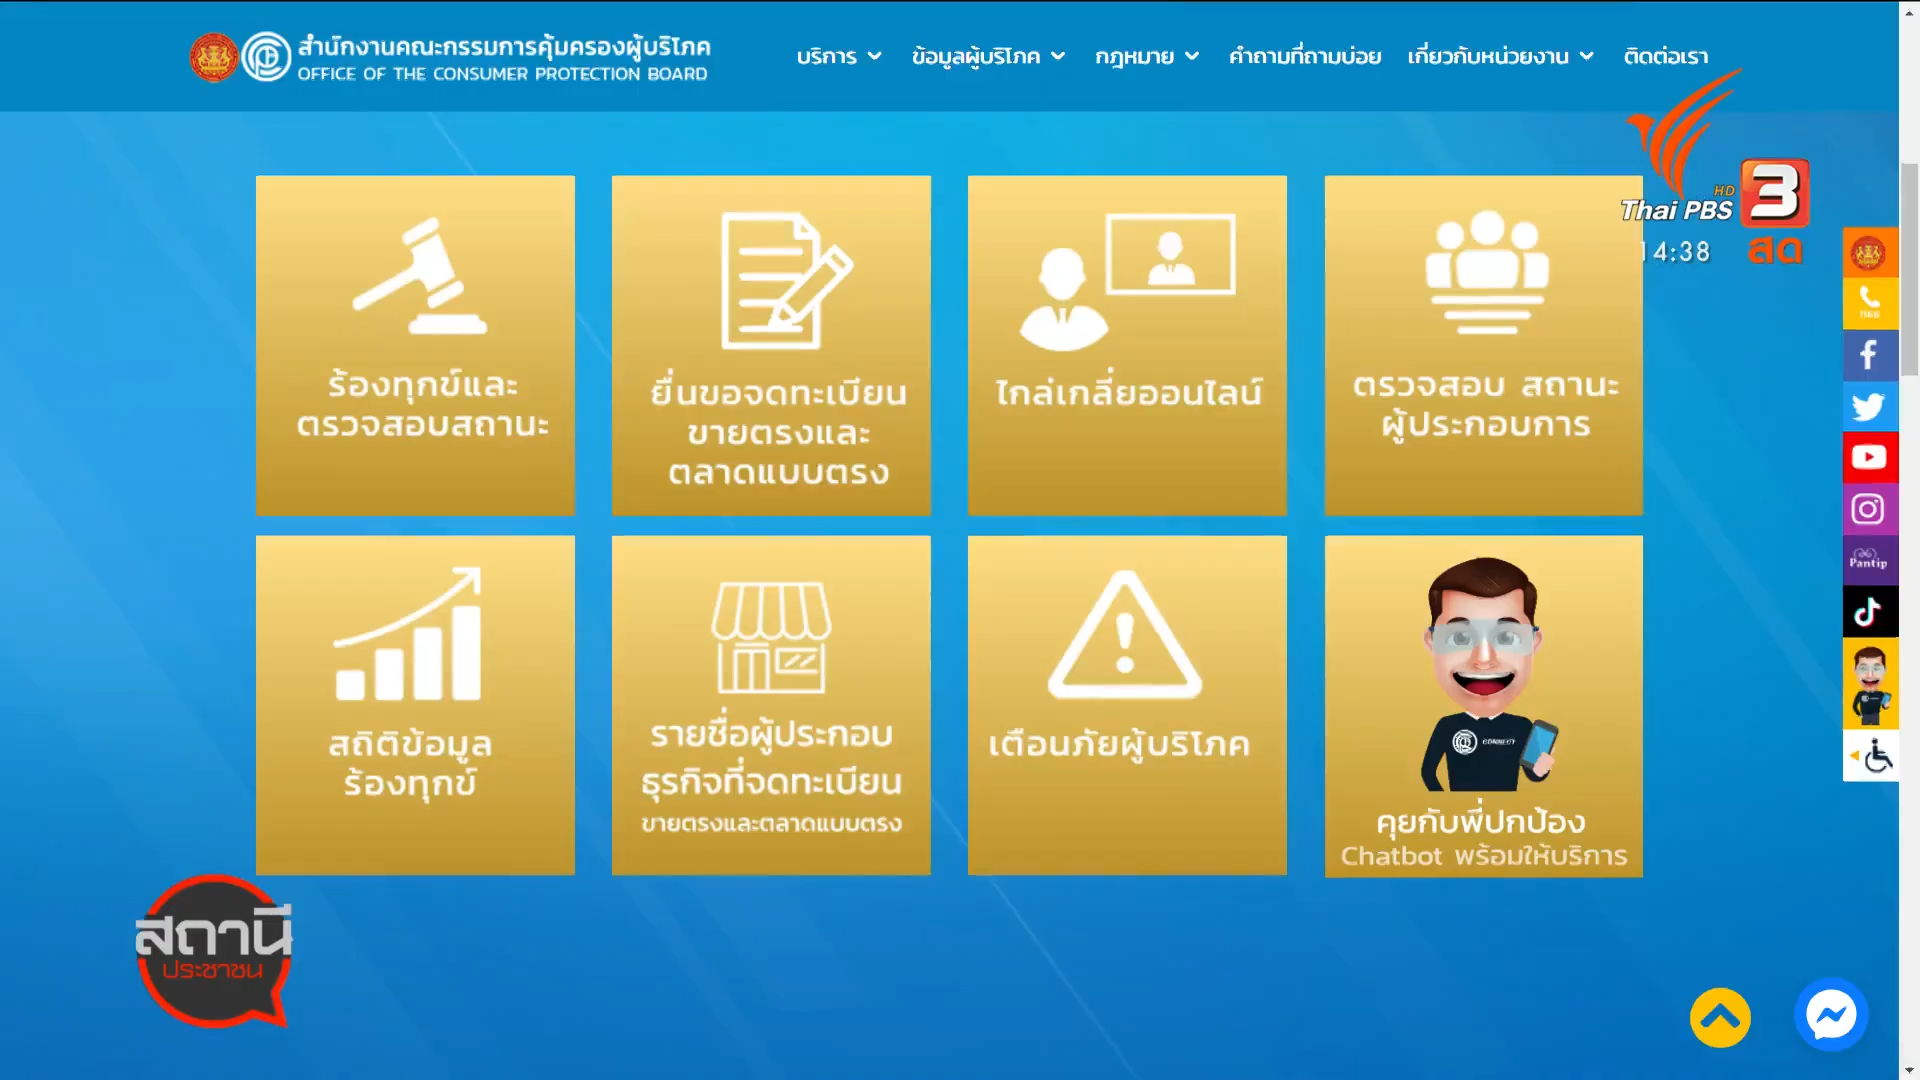 สำนักงานคณะกรรมการคุ้มครองผู้บริโภค
OFFICE OF THE CONSUMER PROTECTION BOARD
บริการ
ข้อมูลผู้บริโภค
กฎหมาย
คำถามที่ถามบ่อย
เกี่ยวกับหน่วยงาน
ติดต่อเรา
HD
Thai PBS
3
14:38
สด
ร้องทุกข์และ
ตรวจสอบสถานะ
ยื่นขอจดทะเบียน
ขายตรงและ
ตลาดแบบตรง
ไกล่เกลี่ยออนไลน์
ตรวจสอบ สถานะ
ผู้ประกอบการ
1166
Pantip
สถิติข้อมูล
ร้องทุกข์
รายชื่อผู้ประกอบ
ธุรกิจที่จดทะเบียน
ขายตรงและตลาดแบบตรง
เตือนภัยผู้บริโภค
CONNECT
คุยกับพี่ปกป้อง
Chatbot พร้อมให้บริการ
สถานี
ประชาชน